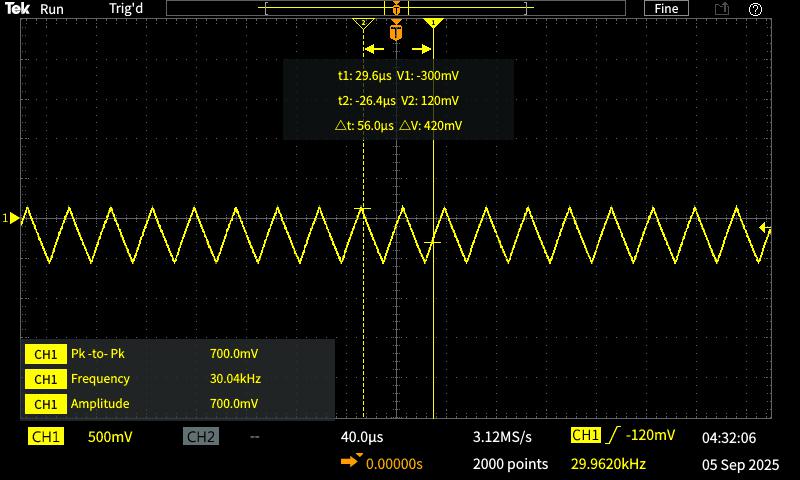 Tek Run Trig'd T Fine ?
2 T 1
t1: 29.6µs V1: -300mV
t2: -26.4µs V2: 120mV
△t: 56.0µs △V: 420mV
1
CH1 Pk -to- Pk 700.0mV
CH1 Frequency 30.04kHz
CH1 Amplitude 700.0mV
CH1 500mV CH2 -- 40.0µs 3.12MS/s CH1 -120mV 04:32:06
0.00000s 2000 points 29.9620kHz 05 Sep 2025